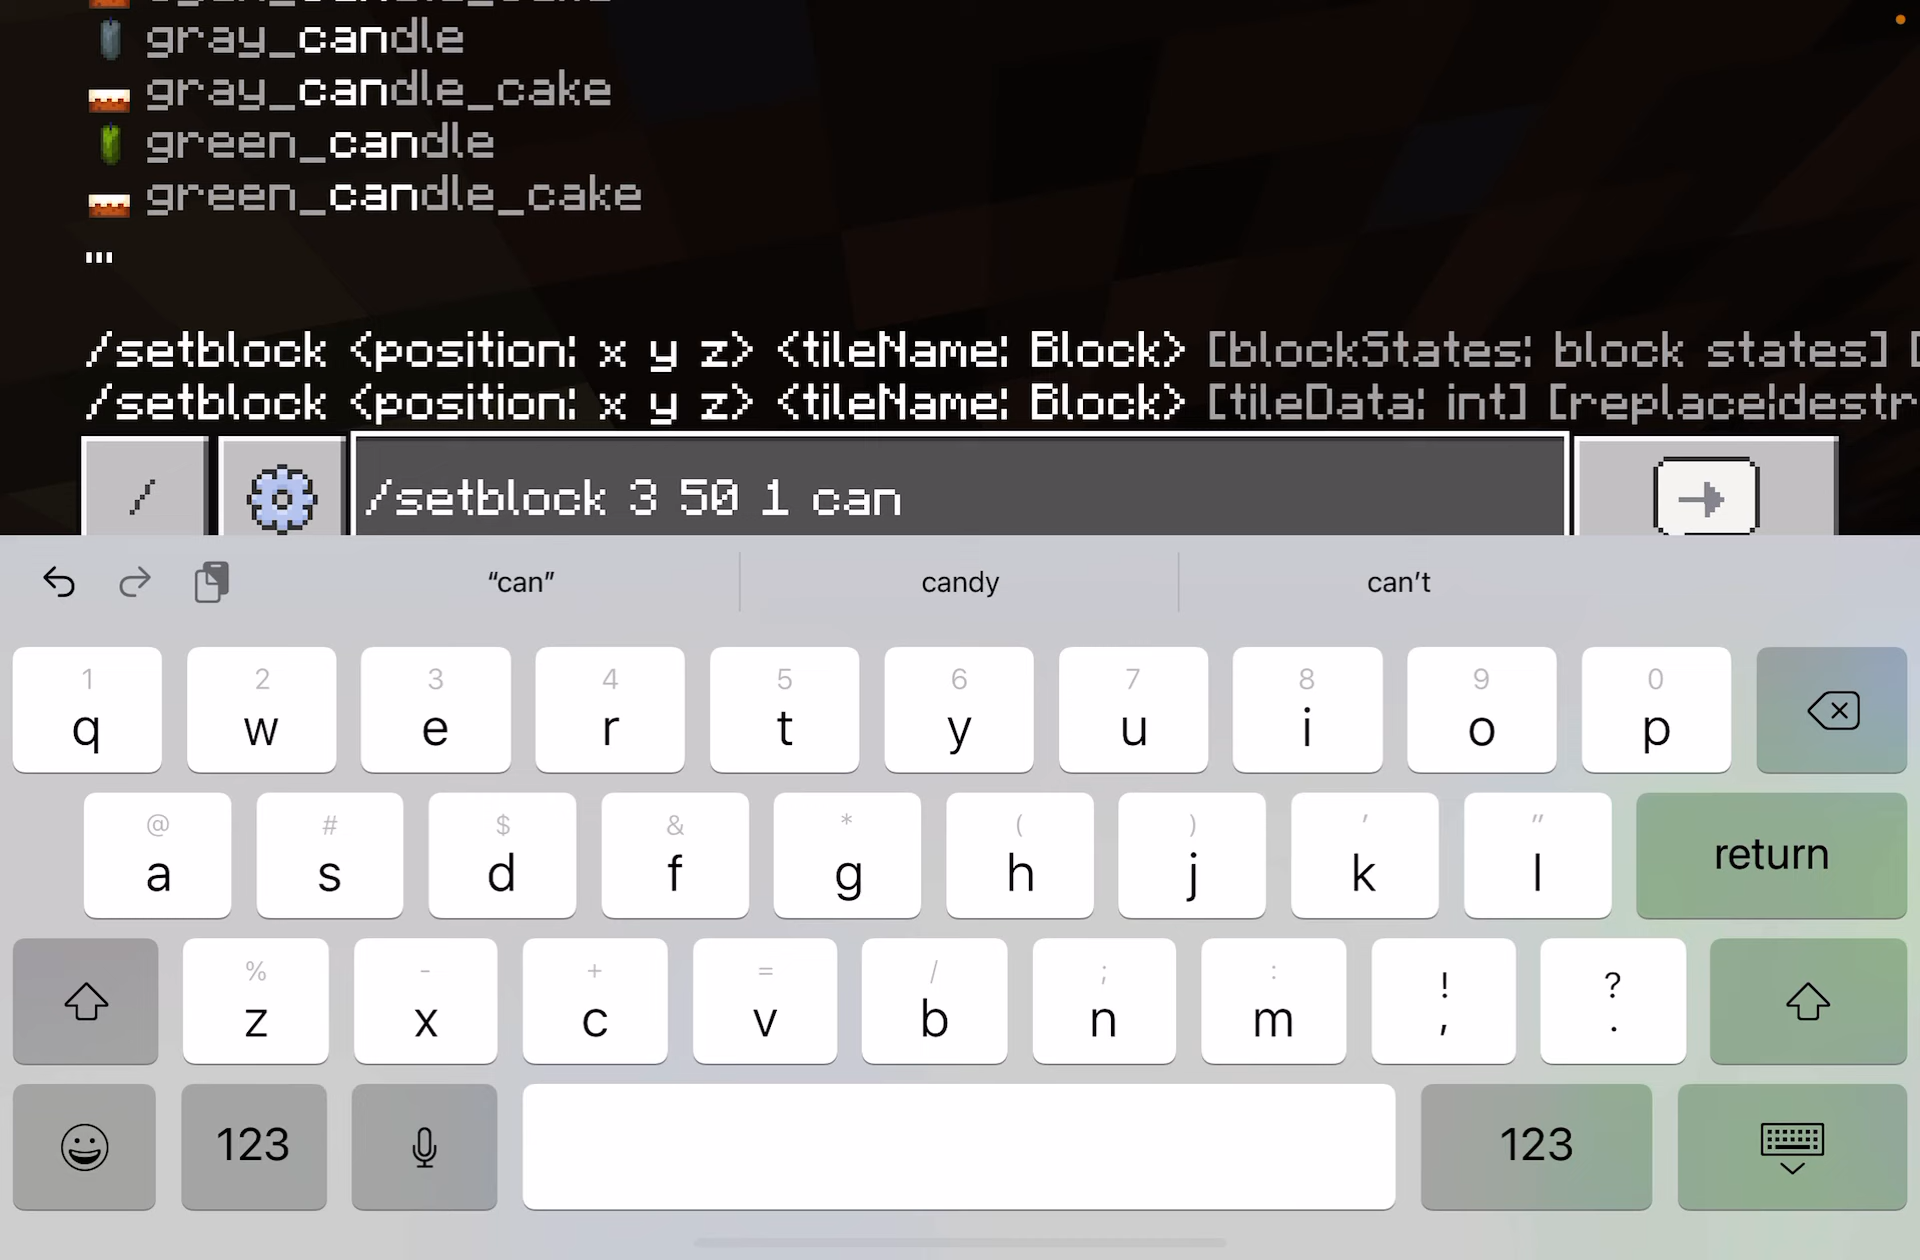 gray_candle
gray_candle_cake
green_candle
green_candle_cake
...
/setblock <position: x y z> <tileName: Block> [blockStates: block states] [
/setblock <position: x y z> <tileName: Block> [tileData: int] [replace|destr
/
/setblock 3 50 1 can
“can” candy can’t
1 2 3 4 5 6 7 8 9 0
q w e r t y u i o p
@ # $ & * ( ) ' "
a s d f g h j k l return
% - + = / ; : ! ?
z x c v b n m , .
123 123